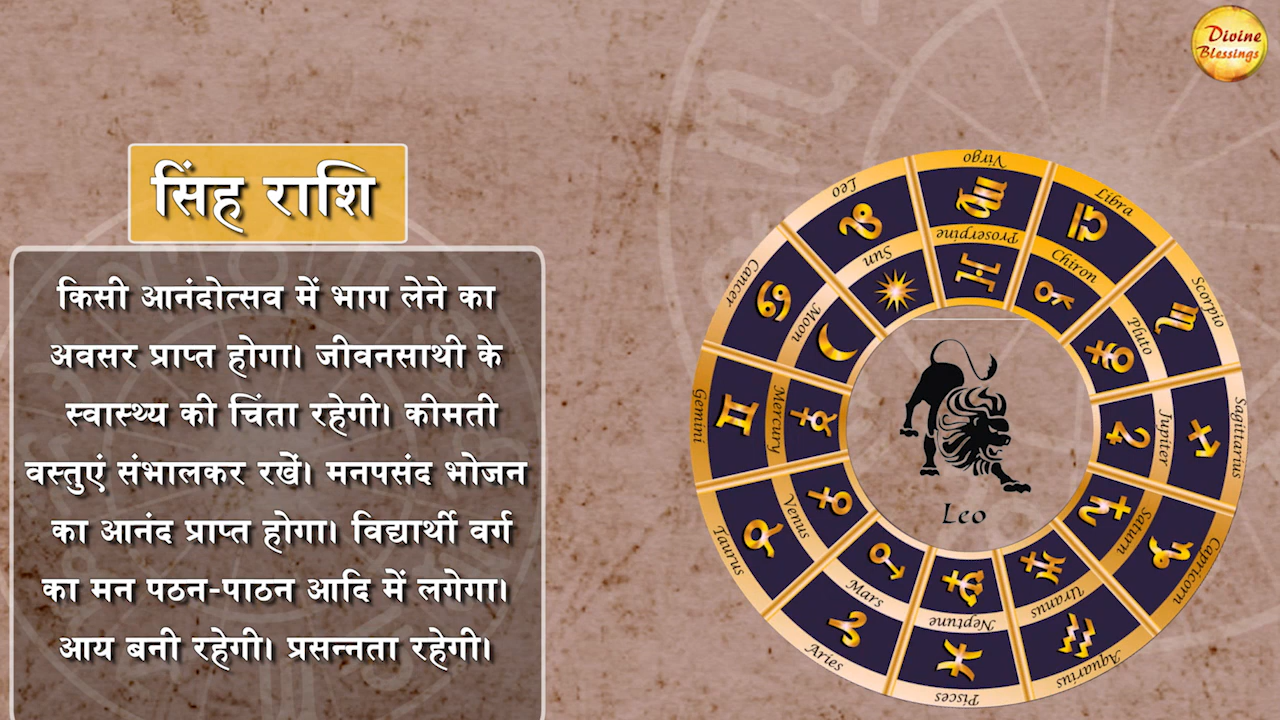 Divine
Blessings
सिंह राशि
किसी आनंदोत्सव में भाग लेने का
अवसर प्राप्त होगा। जीवनसाथी के
स्वास्थ्य की चिंता रहेगी। कीमती
वस्तुएं संभालकर रखें। मनपसंद भोजन
का आनंद प्राप्त होगा। विद्यार्थी वर्ग
का मन पठन-पाठन आदि में लगेगा।
आय बनी रहेगी। प्रसन्नता रहेगी।
Virgo
Libra
Scorpio
Sagittarius
Capricorn
Aquarius
Pisces
Aries
Taurus
Gemini
Cancer
Leo
Proserpine
Chiron
Pluto
Jupiter
Saturn
Uranus
Neptune
Mars
Venus
Mercury
Moon
Sun
Leo